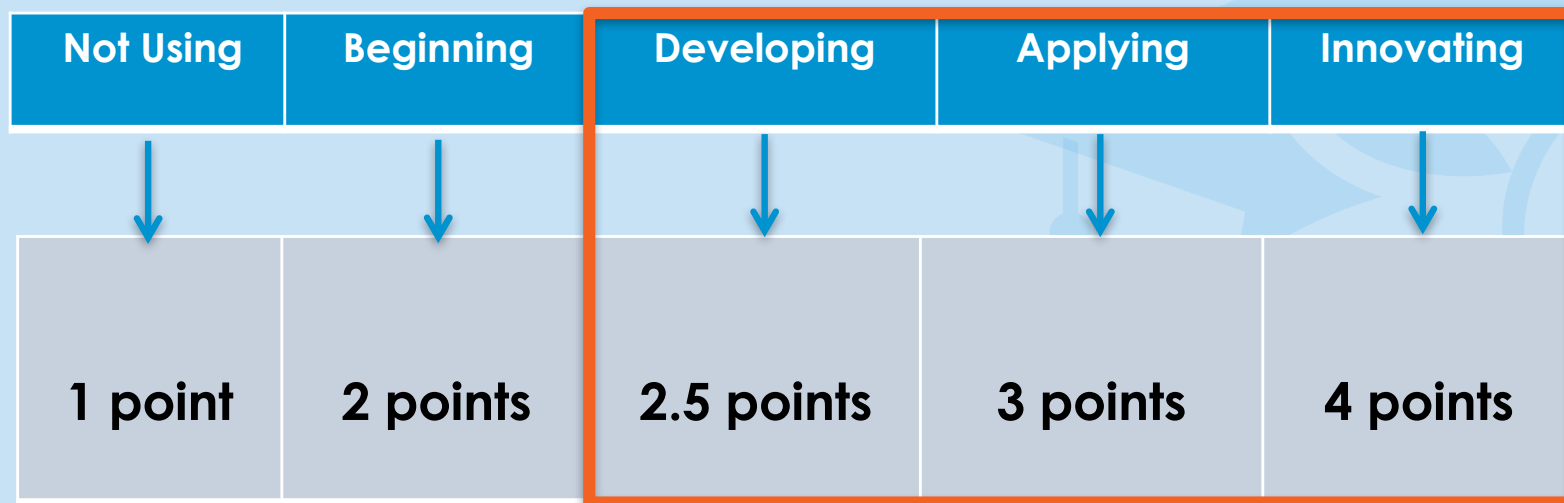 Not Using Beginning Developing Applying Innovating
1 point 2 points 2.5 points 3 points 4 points